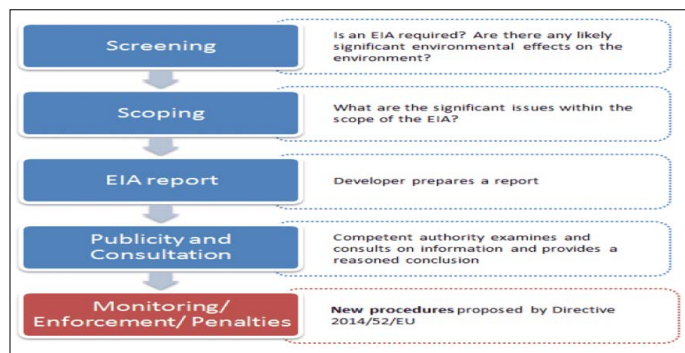 Screening
Is an EIA required? Are there any likely
significant environmental effects on the
environment?
Scoping
What are the significant issues within the
scope of the EIA?
EIA report
Developer prepares a report
Publicity and
Consultation
Competent authority examines and
consults on information and provides a
reasoned conclusion
Monitoring/
Enforcement/ Penalties
New procedures proposed by Directive
2014/52/EU